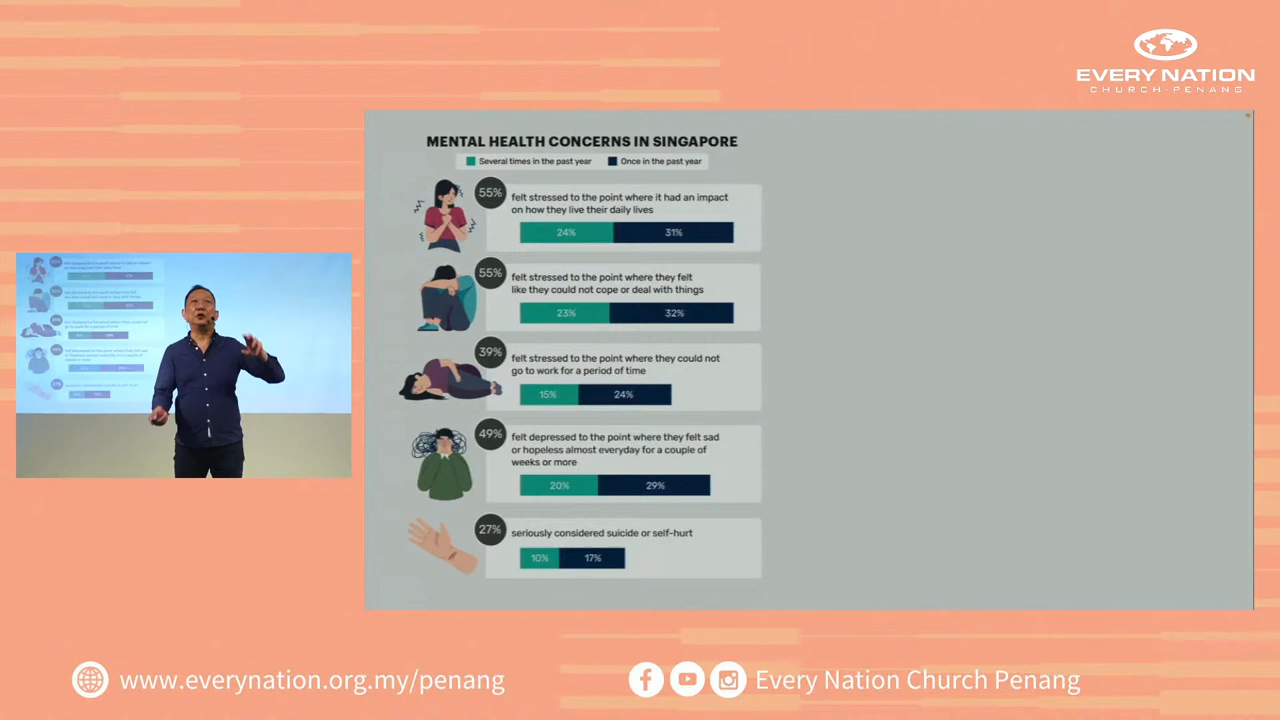 EVERY NATION
CHURCH-PENANG
MENTAL HEALTH CONCERNS IN SINGAPORE
Several times in the past year
Once in the past year
55%
felt stressed to the point where it had an impact
on how they live their daily lives
24%
31%
55%
felt stressed to the point where they felt
like they could not cope or deal with things
23%
32%
39%
felt stressed to the point where they could not
go to work for a period of time
15%
24%
49%
felt depressed to the point where they felt sad
or hopeless almost everyday for a couple of
weeks or more
20%
29%
27%
seriously considered suicide or self-hurt
10%
17%
www.everynation.org.my/penang
Every Nation Church Penang